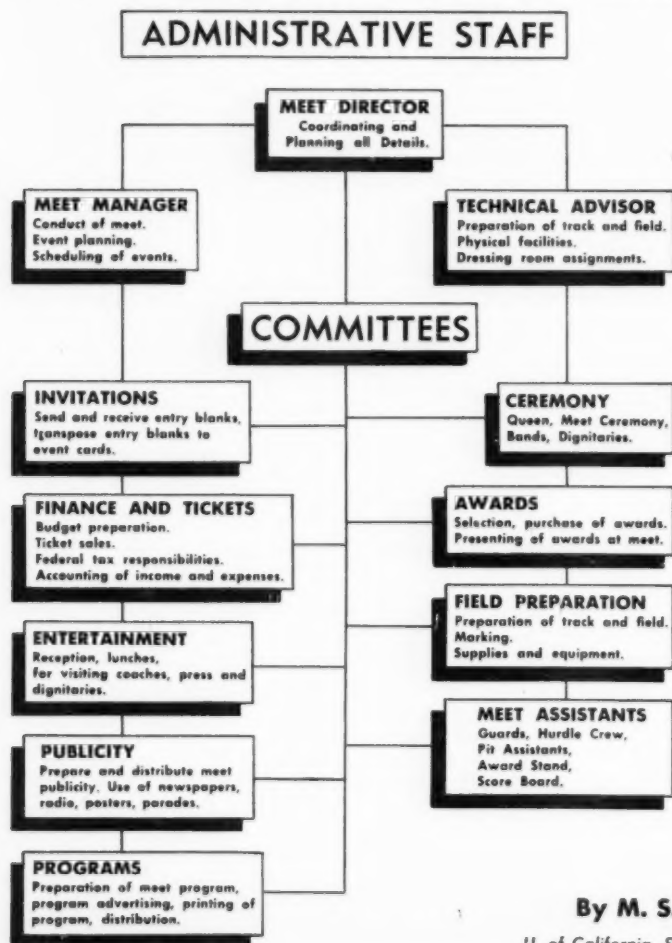 ADMINISTRATIVE STAFF
MEET DIRECTOR
Coordinating and
Planning all Details.
MEET MANAGER
Conduct of meet.
Event planning.
Scheduling of events.
TECHNICAL ADVISOR
Preparation of track and field.
Physical facilities.
Dressing room assignments.
COMMITTEES
INVITATIONS
Send and receive entry blanks,
transpose entry blanks to
event cards.
FINANCE AND TICKETS
Budget preparation.
Ticket sales.
Federal tax responsibilities.
Accounting of income and expenses.
ENTERTAINMENT
Reception, lunches,
for visiting coaches, press and
dignitaries.
PUBLICITY
Prepare and distribute meet
publicity. Use of newspapers,
radio, posters, parades.
PROGRAMS
Preparation of meet program,
program advertising, printing of
program, distribution.
CEREMONY
Queen, Meet Ceremony,
Bands, Dignitaries.
AWARDS
Selection, purchase of awards.
Presenting of awards at meet.
FIELD PREPARATION
Preparation of track and field.
Marking.
Supplies and equipment.
MEET ASSISTANTS
Guards, Hurdle Crew,
Pit Assistants,
Award Stand,
Score Board.
By M. S
U. of California,